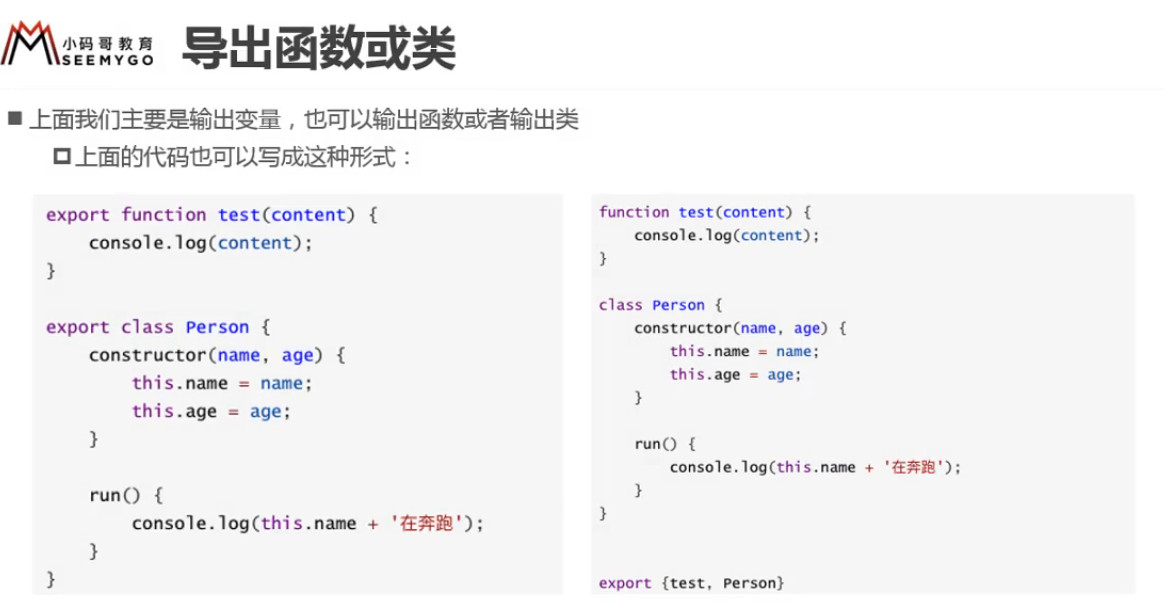 小码哥教育
SEEMYGO
导出函数或类
上面我们主要是输出变量，也可以输出函数或者输出类
上面的代码也可以写成这种形式：
export function test(content) {
    console.log(content);
}
export class Person {
    constructor(name, age) {
        this.name = name;
        this.age = age;
    }
    run() {
        console.log(this.name + '在奔跑');
    }
}
function test(content) {
    console.log(content);
}
class Person {
    constructor(name, age) {
        this.name = name;
        this.age = age;
    }
    run() {
        console.log(this.name + '在奔跑');
    }
}
export {test, Person}